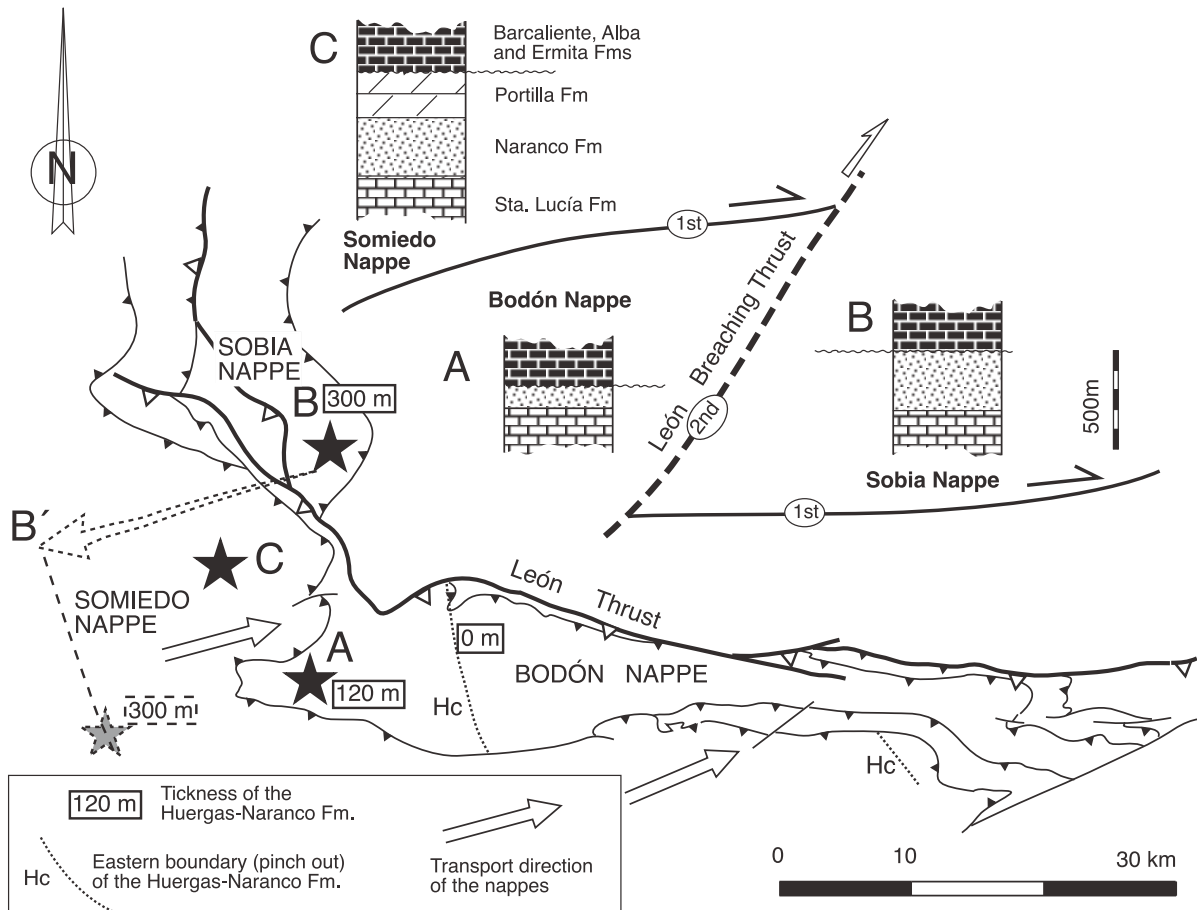 C
Barcaliente, Alba
and Ermita Fms
Portilla Fm
Naranco Fm
Sta. Lucía Fm
N
Somiedo
Nappe
1st
Bodón Nappe
León Breaching Thrust
2nd
A
B
500m
Sobia Nappe
1st
SOBIA
NAPPE
B
300 m
B´
C
SOMIEDO
NAPPE
León Thrust
0 m
A
120 m
BODÓN NAPPE
Hc
300 m
Hc
120 m
Tickness of the
Huergas-Naranco Fm.
Hc
Eastern boundary (pinch out)
of the Huergas-Naranco Fm.
Transport direction
of the nappes
0 10 30 km